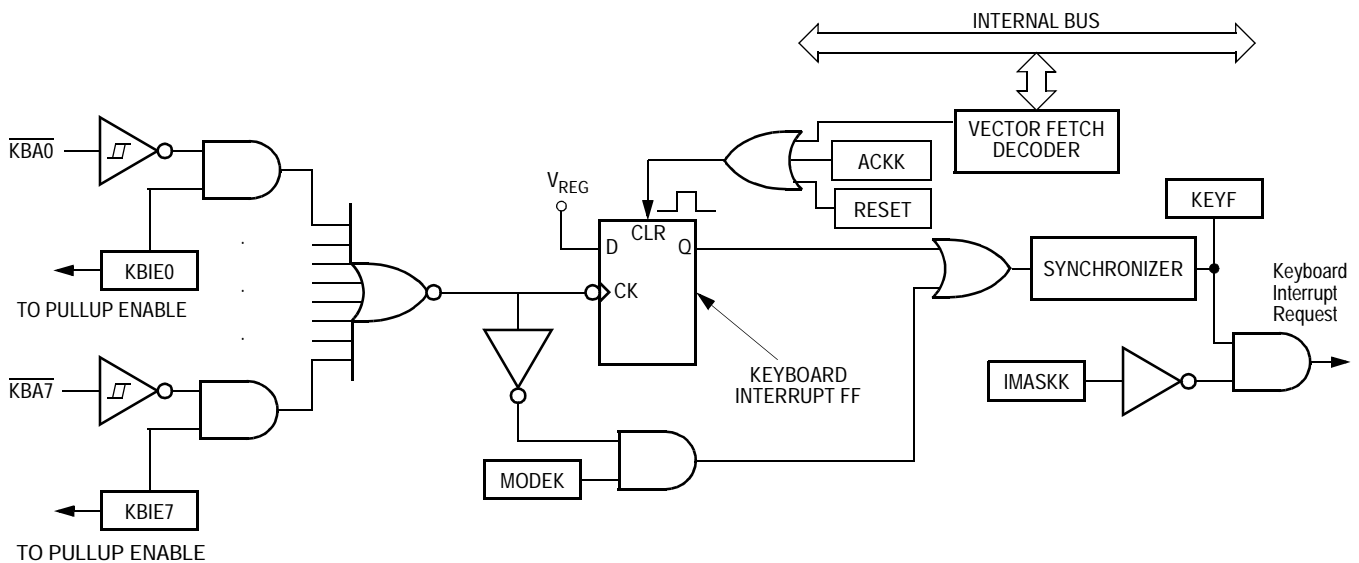 INTERNAL BUS
VECTOR FETCH
DECODER
ACKK
RESET
KEYF
KBA0
KBIE0
TO PULLUP ENABLE
VREG
CLR
D
Q
CK
SYNCHRONIZER
Keyboard
Interrupt
Request
KEYBOARD
INTERRUPT FF
IMASKK
KBA7
KBIE7
TO PULLUP ENABLE
MODEK